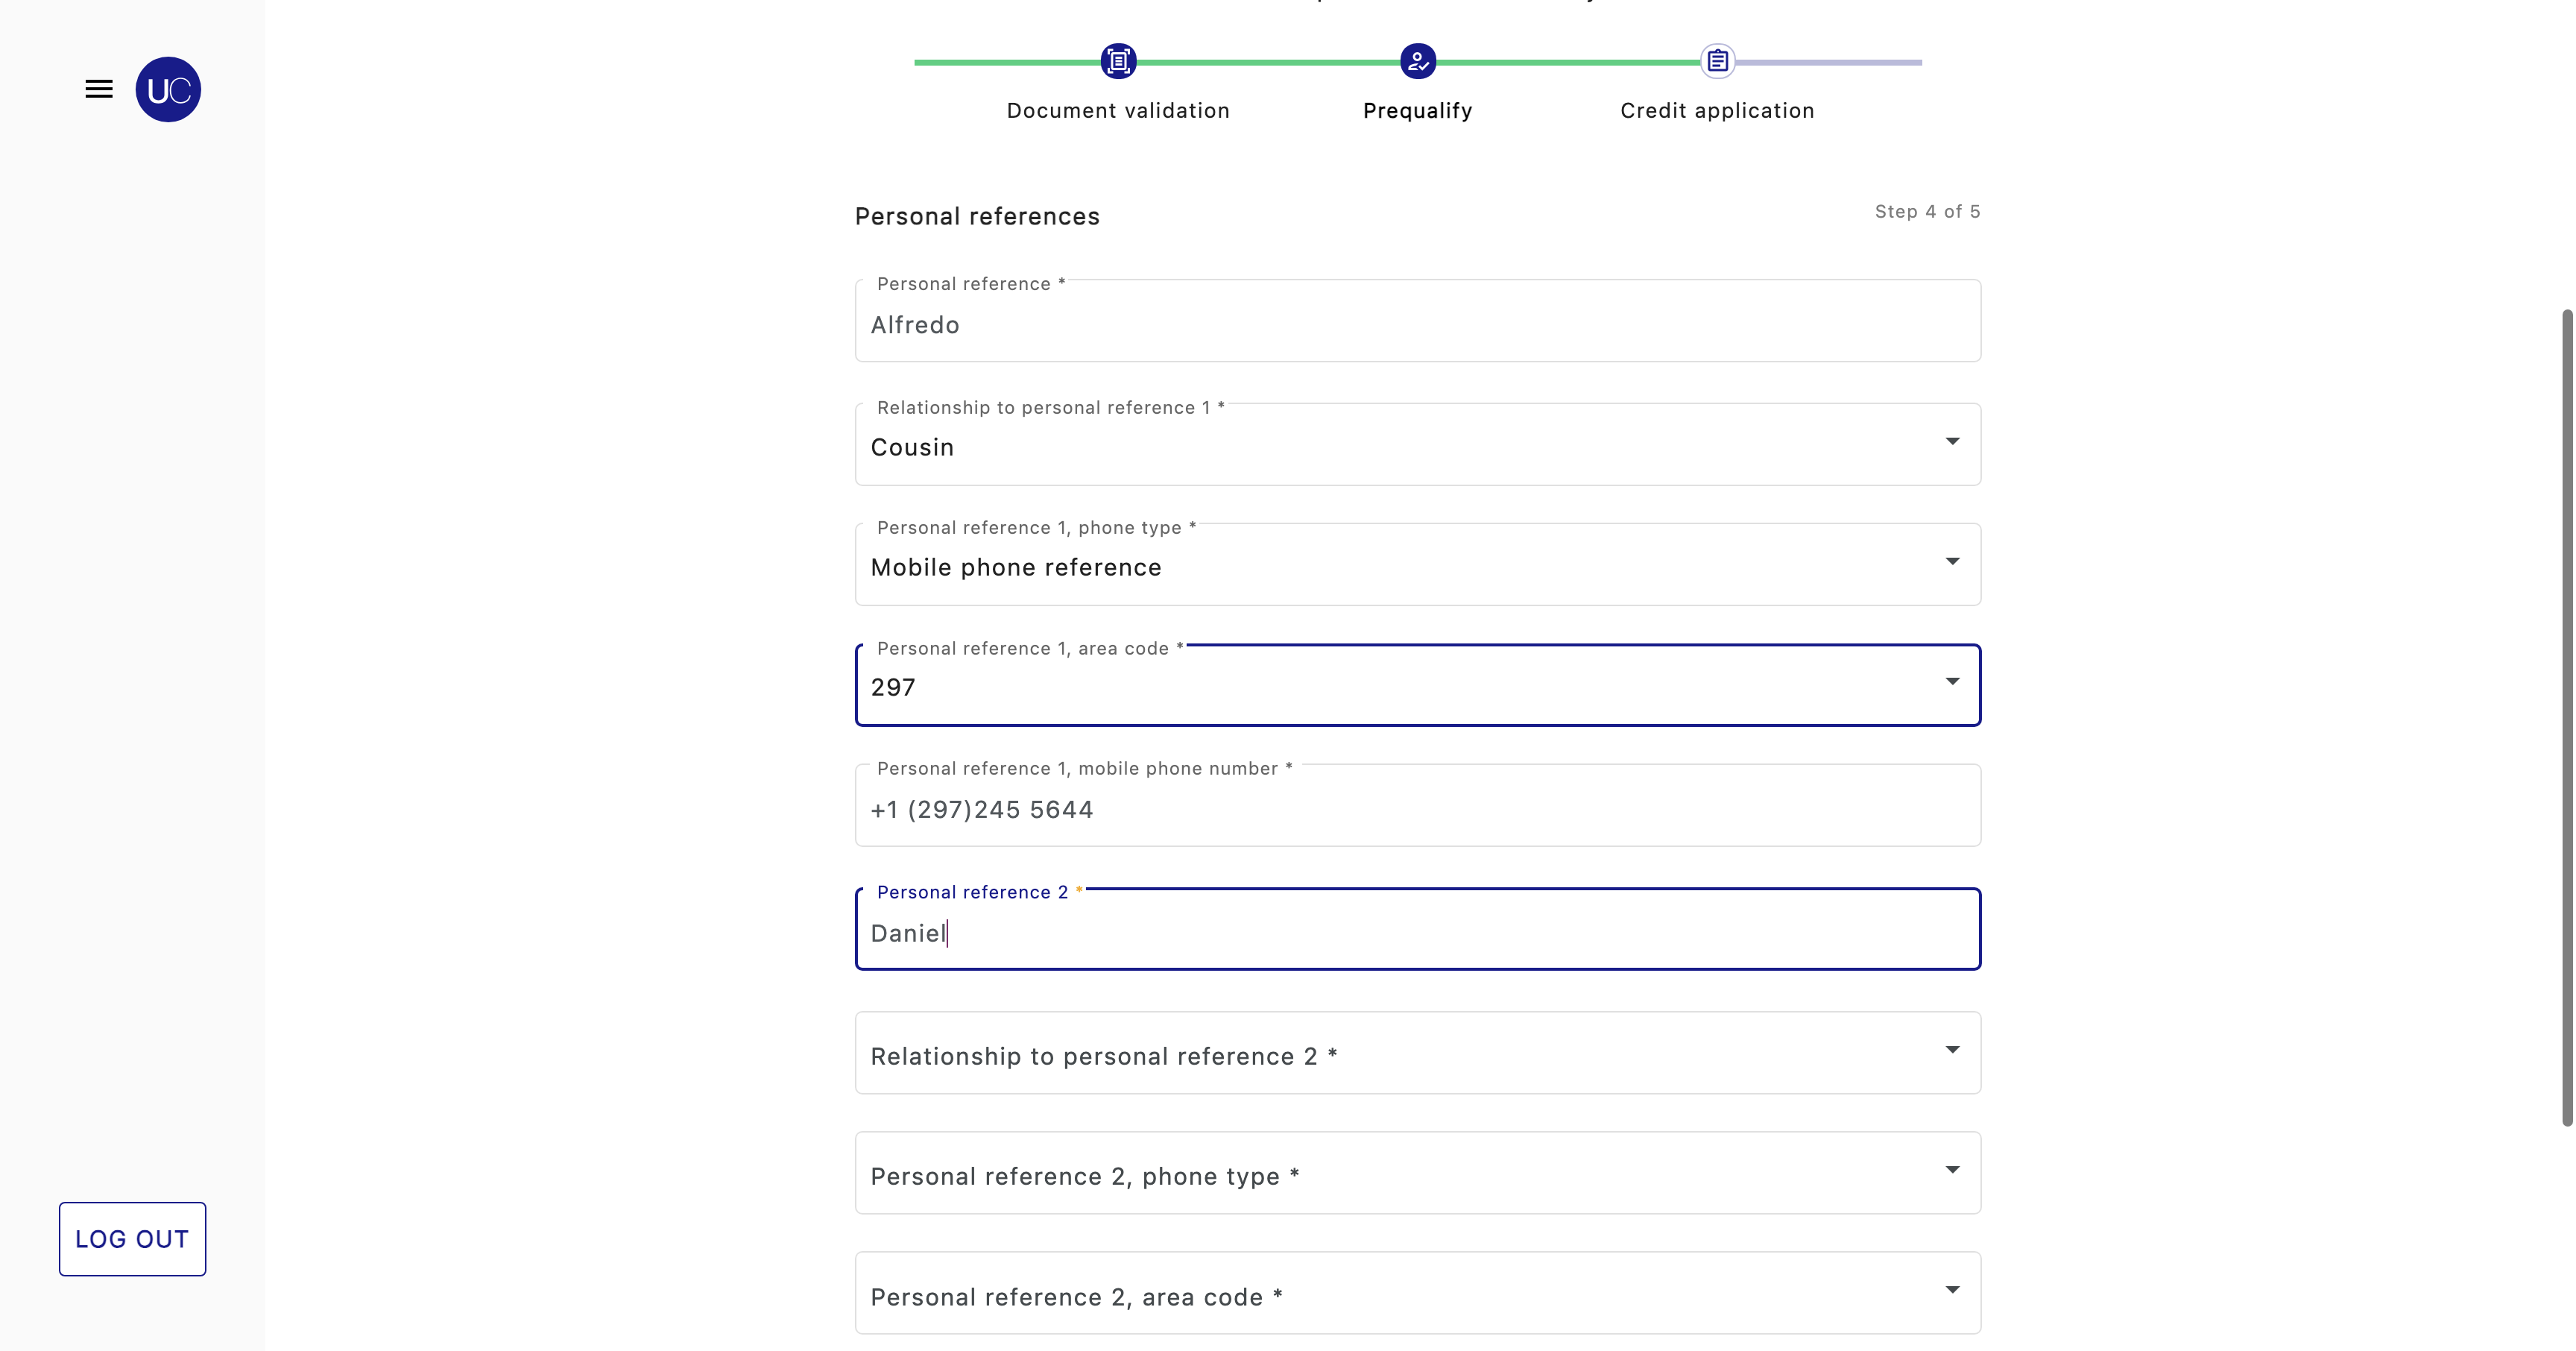 UC
Document validation
Prequalify
Credit application
Personal references
Step 4 of 5
Personal reference *
Alfredo
Relationship to personal reference 1 *
Cousin
Personal reference 1, phone type *
Mobile phone reference
Personal reference 1, area code *
297
Personal reference 1, mobile phone number *
+1 (297)245 5644
Personal reference 2 *
Daniel
Relationship to personal reference 2 *
Personal reference 2, phone type *
Personal reference 2, area code *
LOG OUT